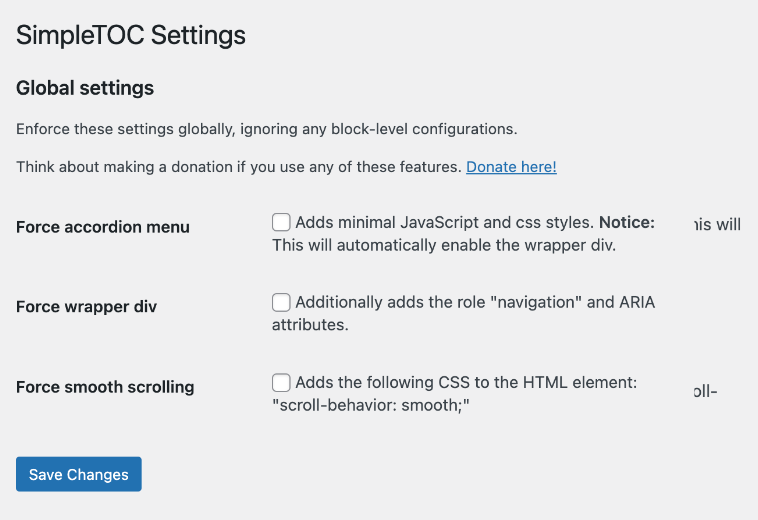 SimpleTOC Settings
Global settings
Enforce these settings globally, ignoring any block-level configurations.
Think about making a donation if you use any of these features. Donate here!
Force accordion menu
Adds minimal JavaScript and css styles. Notice:
This will automatically enable the wrapper div.
his will
Force wrapper div
Additionally adds the role "navigation" and ARIA
attributes.
Force smooth scrolling
Adds the following CSS to the HTML element:
"scroll-behavior: smooth;"
oll-
Save Changes